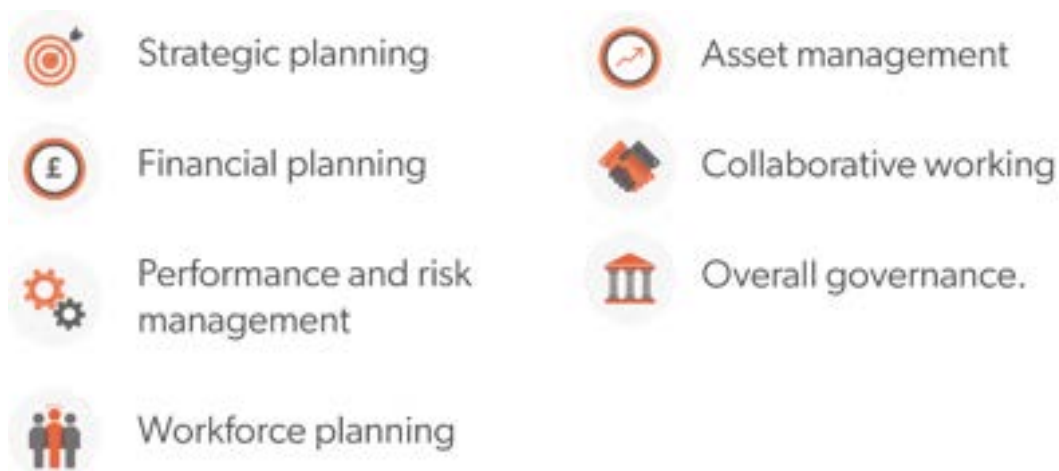 Strategic planning
£ Financial planning
Performance and risk
management
Workforce planning
Asset management
Collaborative working
Overall governance.